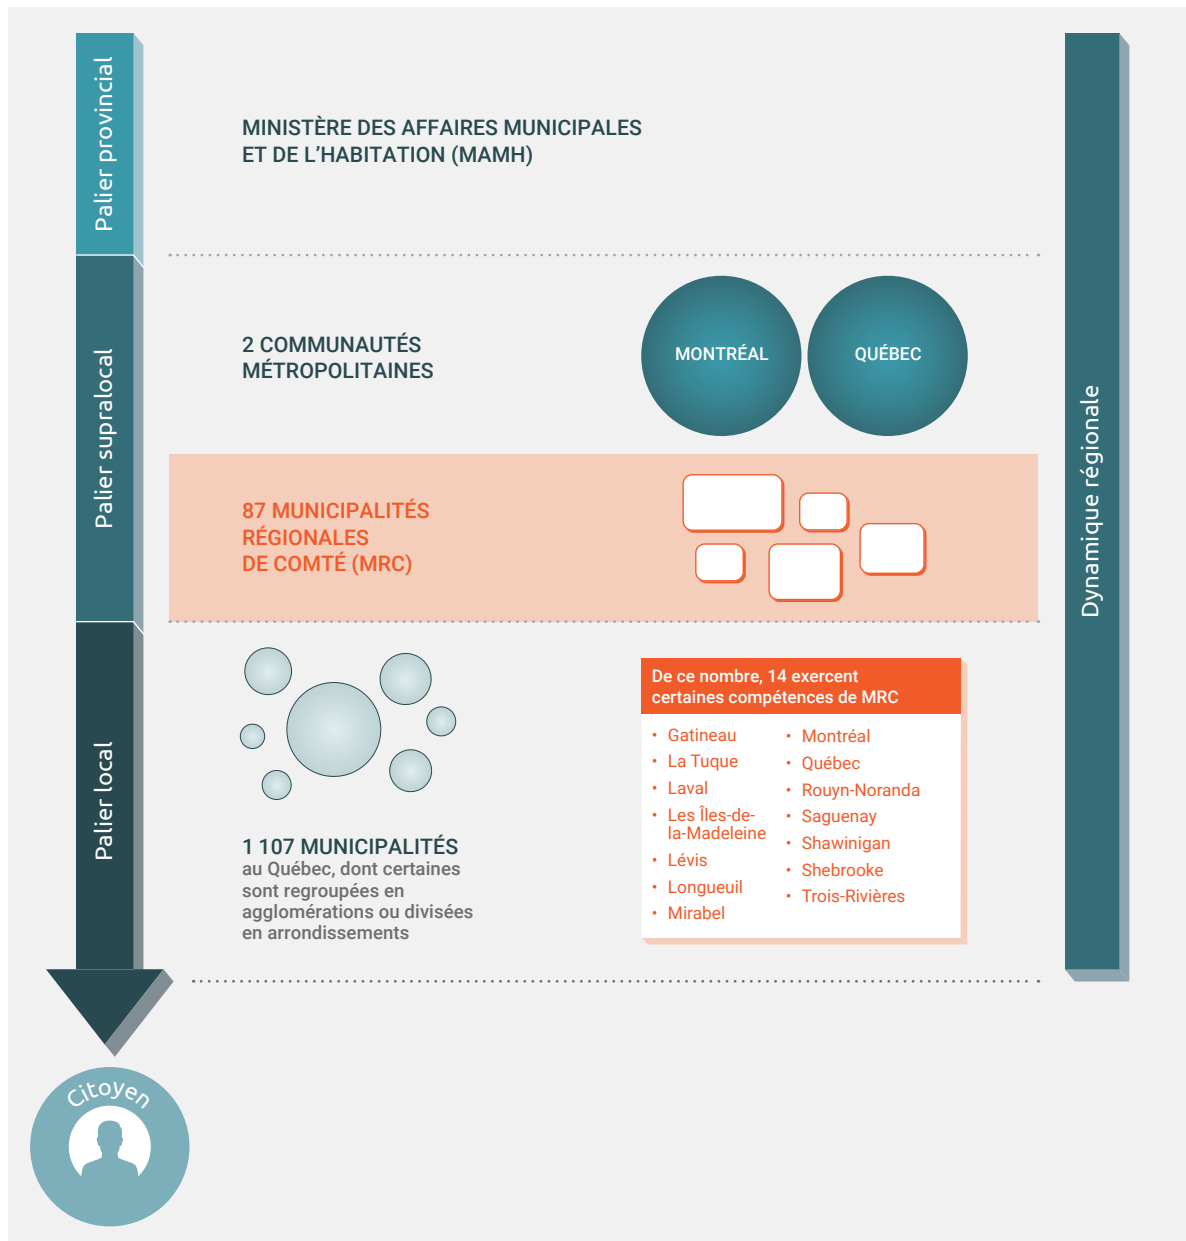 Palier provincial
MINISTÈRE DES AFFAIRES MUNICIPALES
ET DE L'HABITATION (MAMH)
Palier supralocal
2 COMMUNAUTÉS
MÉTROPOLITAINES
MONTRÉAL
QUÉBEC
87 MUNICIPALITÉS
RÉGIONALES
DE COMTÉ (MRC)
Dynamique régionale
Palier local
1 107 MUNICIPALITÉS
au Québec, dont certaines
sont regroupées en
agglomérations ou divisées
en arrondissements
De ce nombre, 14 exercent
certaines compétences de MRC
• Gatineau
• La Tuque
• Laval
• Les Îles-de-
la-Madeleine
• Lévis
• Longueuil
• Mirabel
• Montréal
• Québec
• Rouyn-Noranda
• Saguenay
• Shawinigan
• Shebrooke
• Trois-Rivières
Citoyen